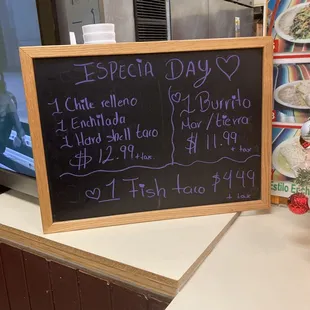 ESPECIA DAY
1 Chile relleno
1 Enchilada
1 Hard shell taco
$ 12.99 + tax
1 Burrito
Mar / tierra
$ 11.99
+ tax
1 Fish taco $ 4.49
+ tax